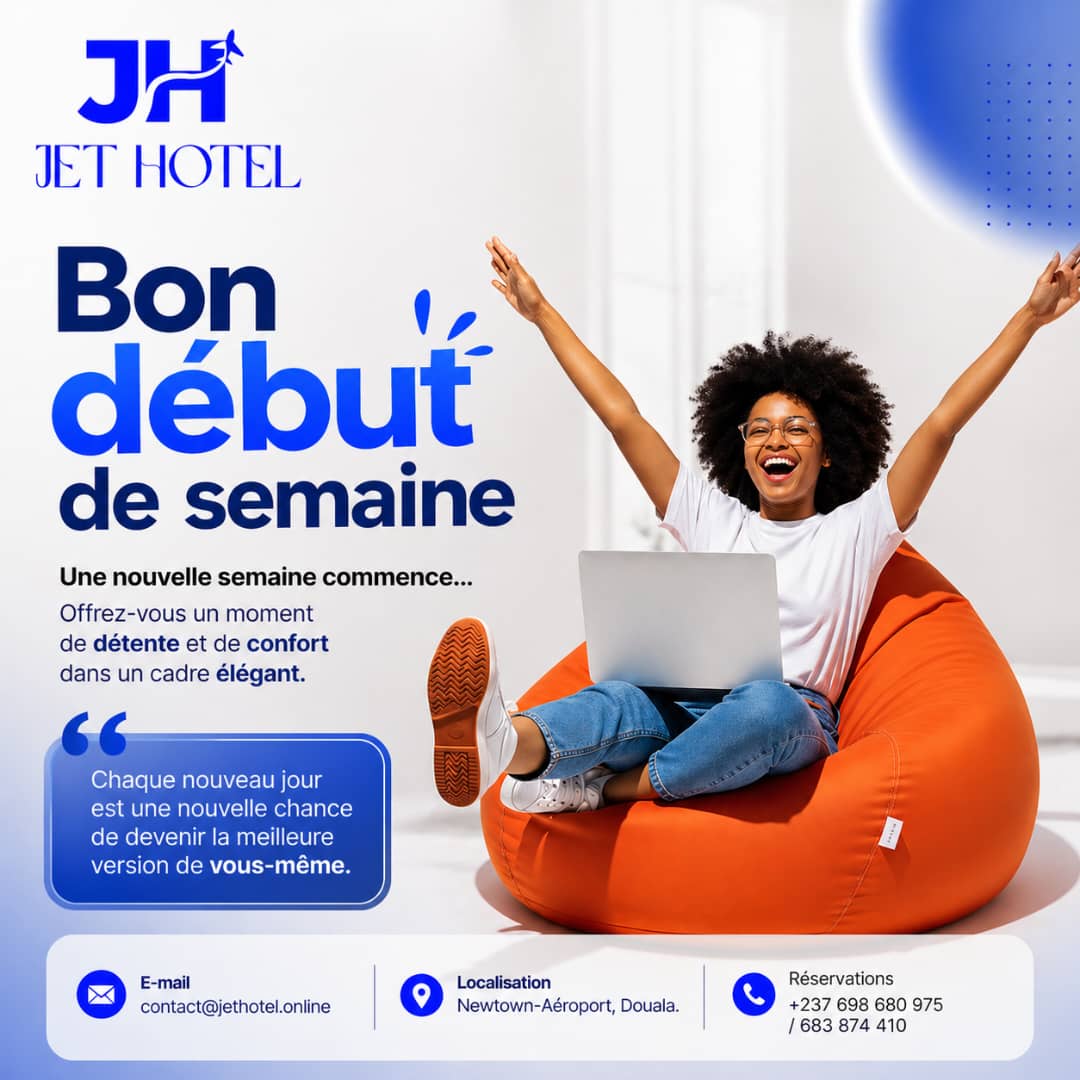 JH
JET HOTEL
Bon
début
de semaine
Une nouvelle semaine commence...
Offrez-vous un moment
de détente et de confort
dans un cadre élégant.
“
Chaque nouveau jour
est une nouvelle chance
de devenir la meilleure
version de vous-même.
E-mail
contact@jethotel.online
Localisation
Newtown-Aéroport, Douala.
Réservations
+237 698 680 975
/ 683 874 410